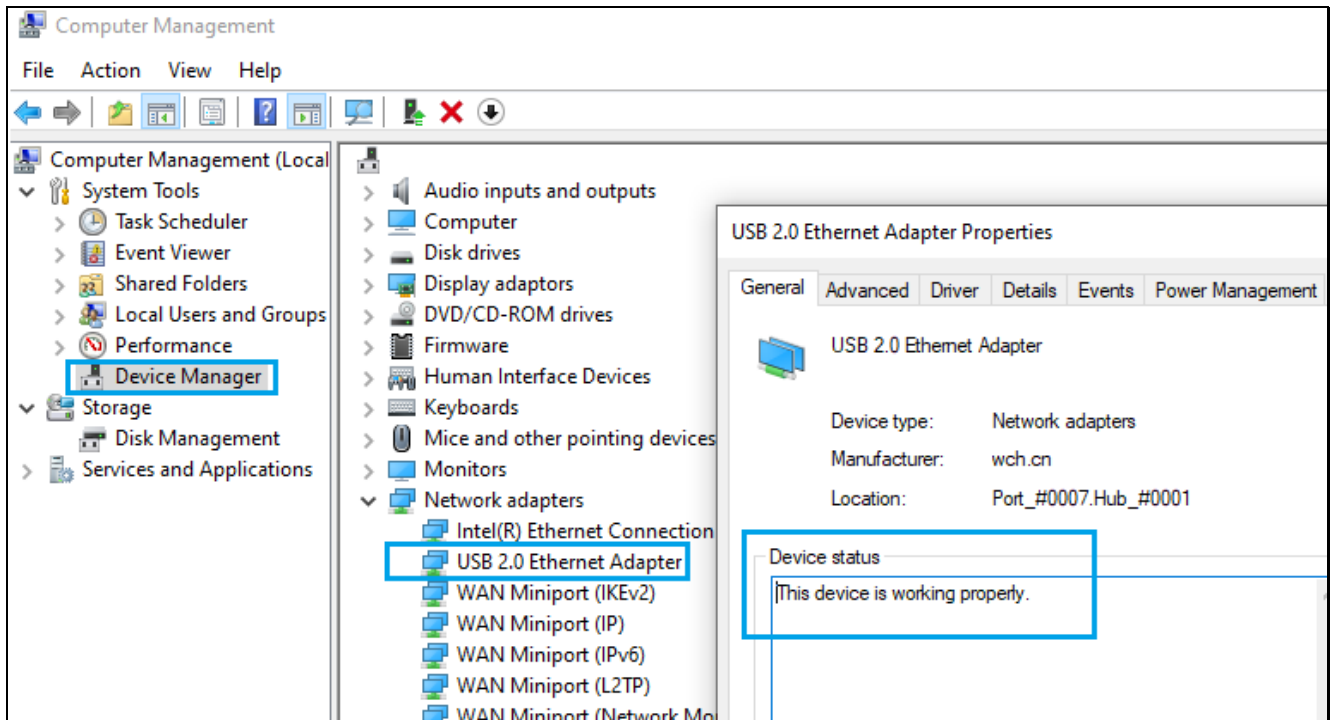 Computer Management
File Action View Help
Computer Management (Local
System Tools
Task Scheduler
Event Viewer
Shared Folders
Local Users and Groups
Performance
Device Manager
Storage
Disk Management
Services and Applications
Audio inputs and outputs
Computer
Disk drives
Display adaptors
DVD/CD-ROM drives
Firmware
Human Interface Devices
Keyboards
Mice and other pointing devices
Monitors
Network adapters
Intel(R) Ethernet Connection
USB 2.0 Ethernet Adapter
WAN Miniport (IKEv2)
WAN Miniport (IP)
WAN Miniport (IPv6)
WAN Miniport (L2TP)
WAN Miniport (Network Mo
USB 2.0 Ethernet Adapter Properties
General Advanced Driver Details Events Power Management
USB 2.0 Ethernet Adapter
Device type: Network adapters
Manufacturer: wch.cn
Location: Port_#0007.Hub_#0001
Device status
This device is working properly.